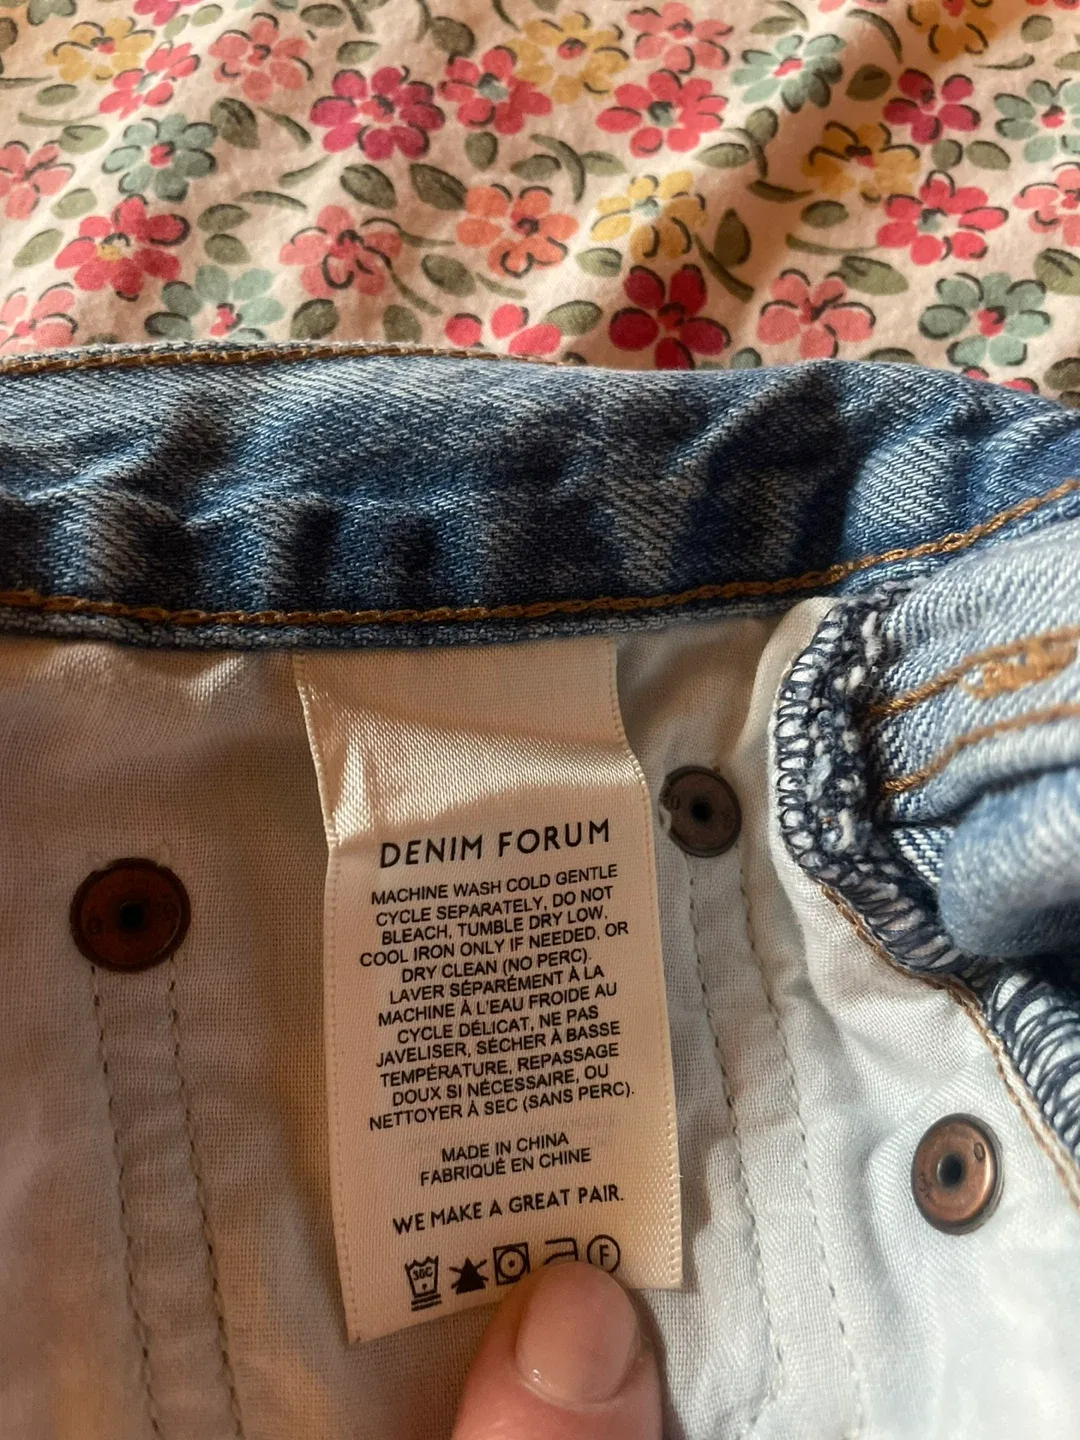 DENIM FORUM
MACHINE WASH COLD GENTLE
CYCLE SEPARATELY, DO NOT
BLEACH, TUMBLE DRY LOW,
COOL IRON ONLY IF NEEDED, OR
DRY CLEAN (NO PERC).
LAVER SÉPARÉMENT À LA
MACHINE À L'EAU FROIDE AU
CYCLE DÉLICAT, NE PAS
JAVELISER, SÉCHER À BASSE
TEMPÉRATURE, REPASSAGE
DOUX SI NÉCESSAIRE, OU
NETTOYER À SEC (SANS PERC).
MADE IN CHINA
FABRIQUÉ EN CHINE
WE MAKE A GREAT PAIR.
30C F